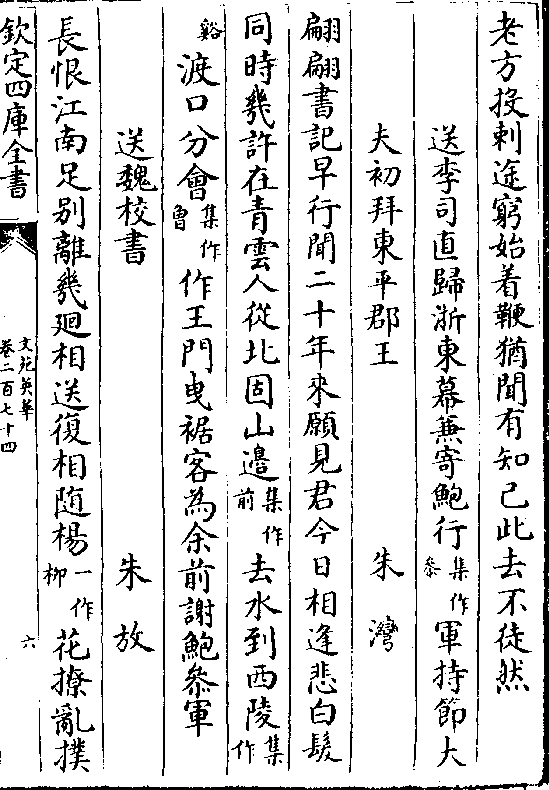 老方投刺途窮始着鞭猶聞有知己此去不徒然
送李司直歸浙東幕兼寄鮑行集作叅軍持節大
夫初拜東平郡王 朱灣
翩翩書記早行聞二十年來願見君今日相逢悲白髮
同時幾許在青雲人從北固山邊集作前去水到西陵集作
谿渡口分會集作曽作王門曳裾客為余前謝鮑叅軍
送魏校書 朱放
長恨江南足别離幾廻相送復相随楊一作柳花撩亂撲
欽定四庫全書
文苑英華
卷二百七十四
六